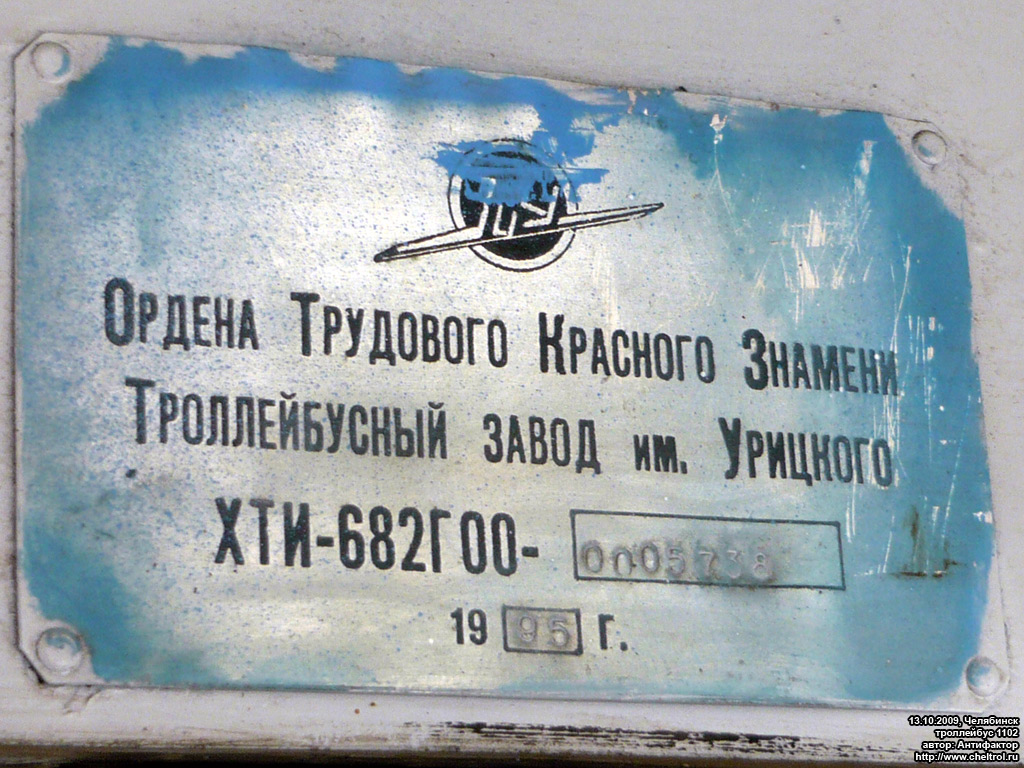 ЗиУ
Ордена Трудового Красного Знамени
Троллейбусный завод им. Урицкого
ХТИ-682Г00- 0005738
19 95 г.
13.10.2009, Челябинск
троллейбус 1102
автор: Антифактор
http://www.cheltrol.ru